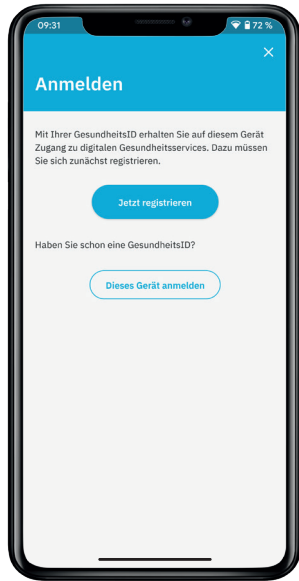 09:31
72 %
Anmelden
Mit Ihrer GesundheitsID erhalten Sie auf diesem Gerät
Zugang zu digitalen Gesundheitsservices. Dazu müssen
Sie sich zunächst registrieren.
Jetzt registrieren
Haben Sie schon eine GesundheitsID?
Dieses Gerät anmelden